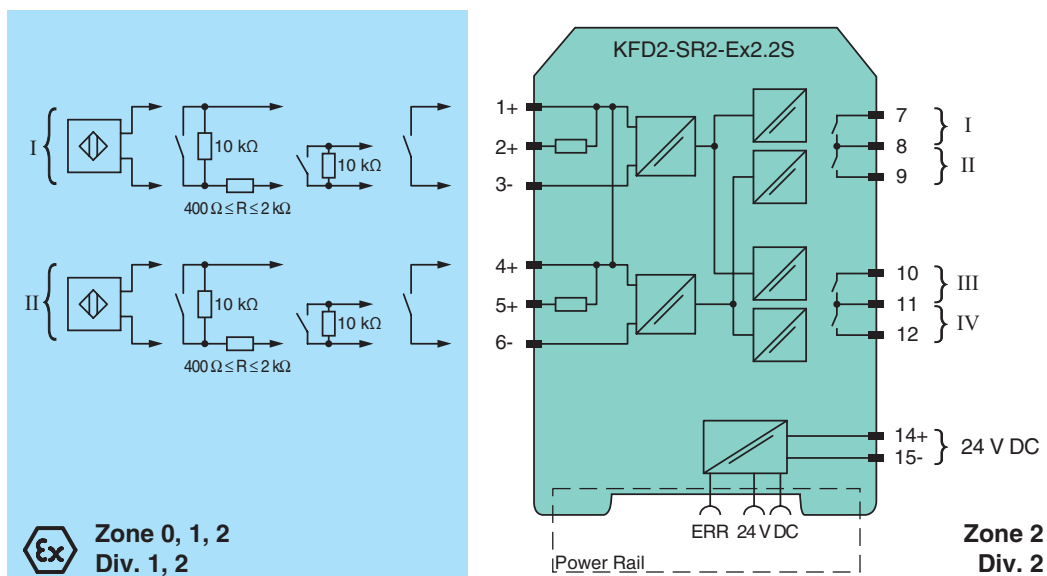 KFD2-SR2-Ex2.2S
I
10 kΩ
10 kΩ
400 Ω ≤ R ≤ 2 kΩ
II
10 kΩ
10 kΩ
400 Ω ≤ R ≤ 2 kΩ
1+
2+
3-
4+
5+
6-
7
8
9
I
II
10
11
12
III
IV
14+
15-
24 V DC
ERR 24 V DC
Power Rail
Ex
Zone 0, 1, 2
Div. 1, 2
Zone 2
Div. 2